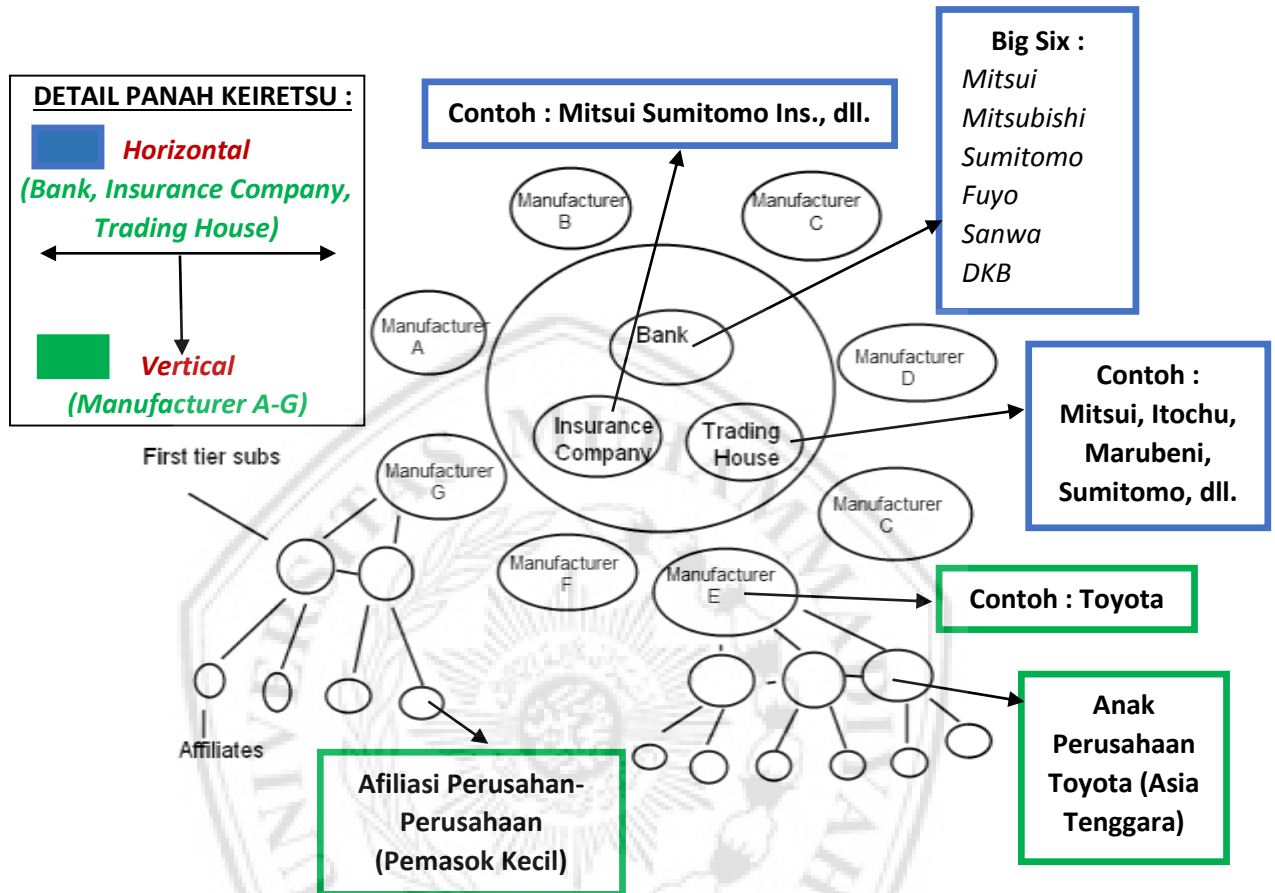 DETAIL PANAH KEIRETSU :
Horizontal
(Bank, Insurance Company,
Trading House)
Vertical
(Manufacturer A-G)
Contoh : Mitsui Sumitomo Ins., dll.
Big Six :
Mitsui
Mitsubishi
Sumitomo
Fuyo
Sanwa
DKB
Manufacturer
B
Manufacturer
C
Manufacturer
A
Bank
Manufacturer
D
Insurance
Company
Trading
House
Contoh :
Mitsui, Itochu,
Marubeni,
Sumitomo, dll.
First tier subs
Manufacturer
G
Manufacturer
C
Manufacturer
F
Manufacturer
E
Contoh : Toyota
Affiliates
Afiliasi Perusahan-
Perusahaan
(Pemasok Kecil)
Anak
Perusahaan
Toyota (Asia
Tenggara)
UNIVERSITAS MUHAMMADIYAH